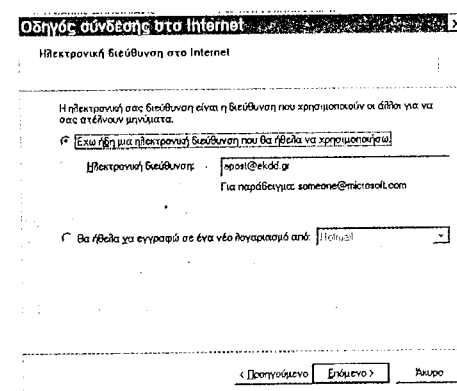 Οδηγός σύνδεσης στο Internet
Ηλεκτρονική διεύθυνση στο Internet
Η ηλεκτρονική σας διεύθυνση είναι η διεύθυνση που χρησιμοποιούν οι άλλοι για να
σας στέλνουν μηνύματα.
Έχω ήδη μια ηλεκτρονική διεύθυνση που θα ήθελα να χρησιμοποιήσω.
Ηλεκτρονική διεύθυνση: apost@ekdd.gr
Για παράδειγμα: someone@microsoft.com
Θα ήθελα να εγγραφώ σε ένα νέο λογαριασμό από: Hotmail
< Προηγούμενο Επόμενο > Άκυρο